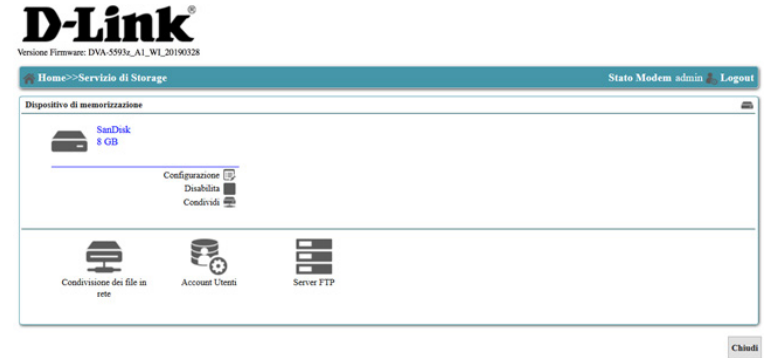 D-Link®
Versione Firmware: DVA-5593z_A1_WI_20190328
Home>>Servizio di Storage
Stato Modem admin Logout
Dispositivo di memorizzazione
SanDisk
8 GB
Configurazione
Disabilita
Condividi
Condivisione dei file in
rete
Account Utenti
Server FTP
Chiudi